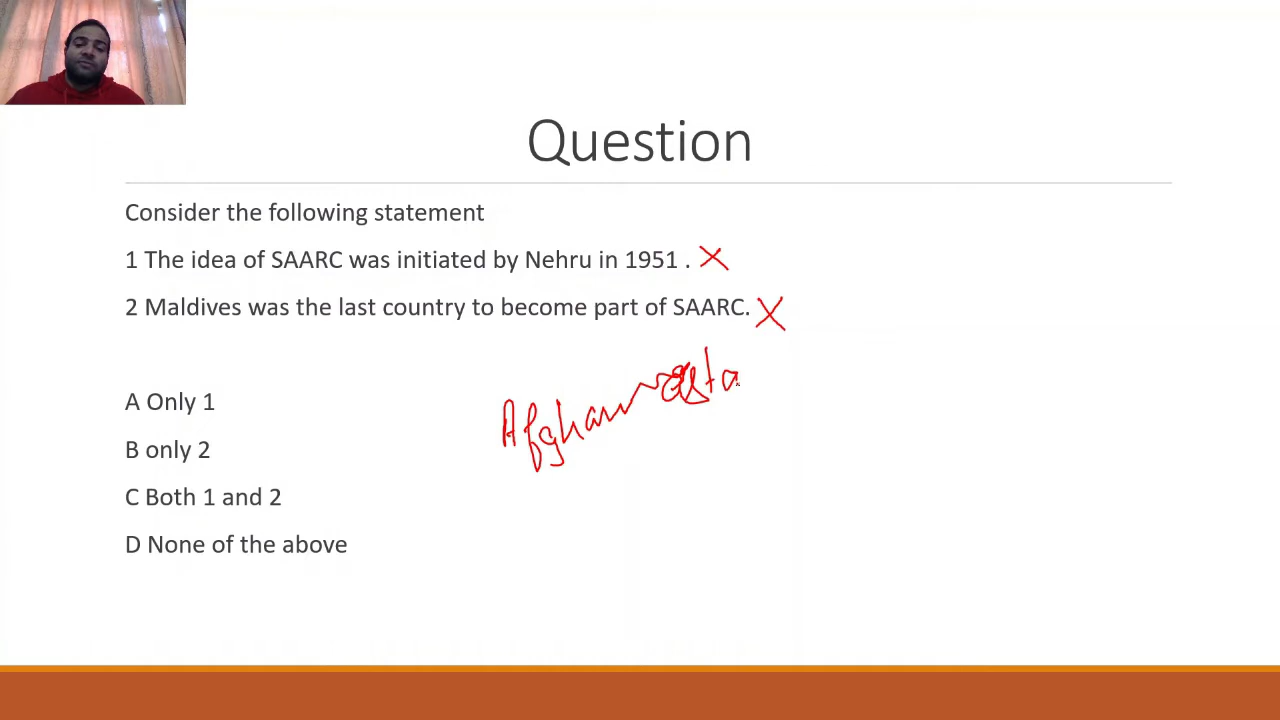 Question
Consider the following statement
1 The idea of SAARC was initiated by Nehru in 1951 .
2 Maldives was the last country to become part of SAARC.
A Only 1
B only 2
C Both 1 and 2
D None of the above